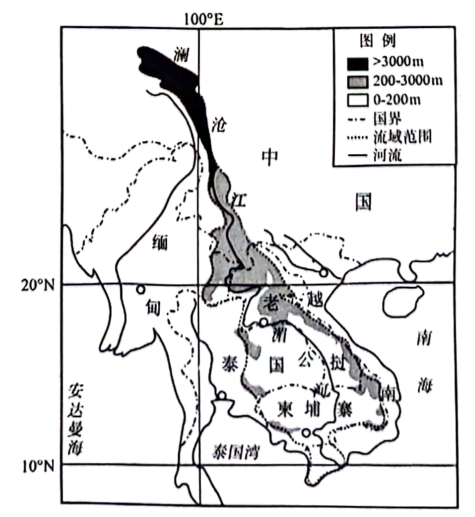 100°E
图例
>3000m
200-3000m
0-200m
国界
流域范围
河流
澜
沧
江
中
国
缅
甸
20°N
老
挝
越
南
湄
公
河
泰
国
柬埔寨
南
海
安
达
曼
海
泰国湾
10°N